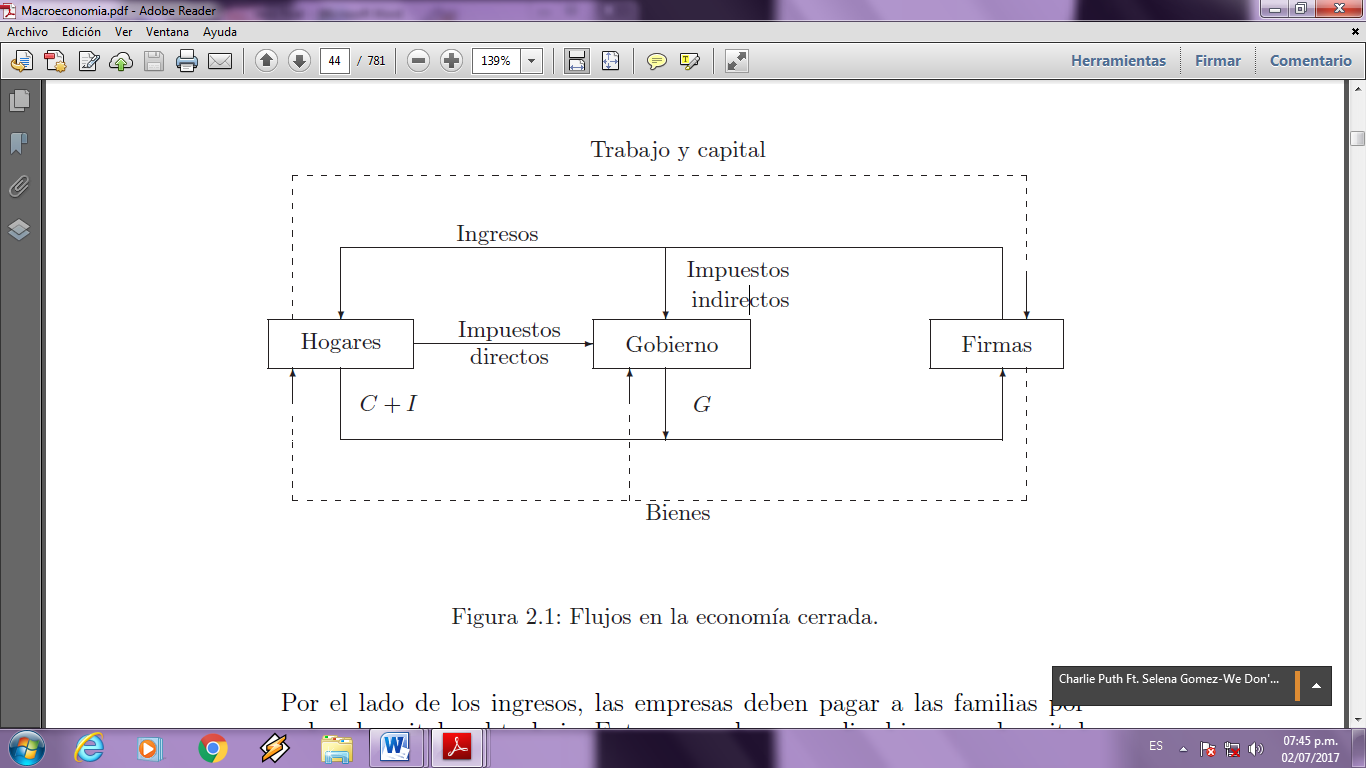 Macroeconomia.pdf - Adobe Reader
Archivo Edición Ver Ventana Ayuda
44 / 781 139% Herramientas Firmar Comentario
Trabajo y capital
Ingresos
Impuestos
indirectos
Hogares
Impuestos
directos
Gobierno
Firmas
C + I
G
Bienes
Figura 2.1: Flujos en la economía cerrada.
Por el lado de los ingresos, las empresas deben pagar a las familias por
Charlie Puth Ft. Selena Gomez-We Don'...
ES
07:45 p.m.
02/07/2017